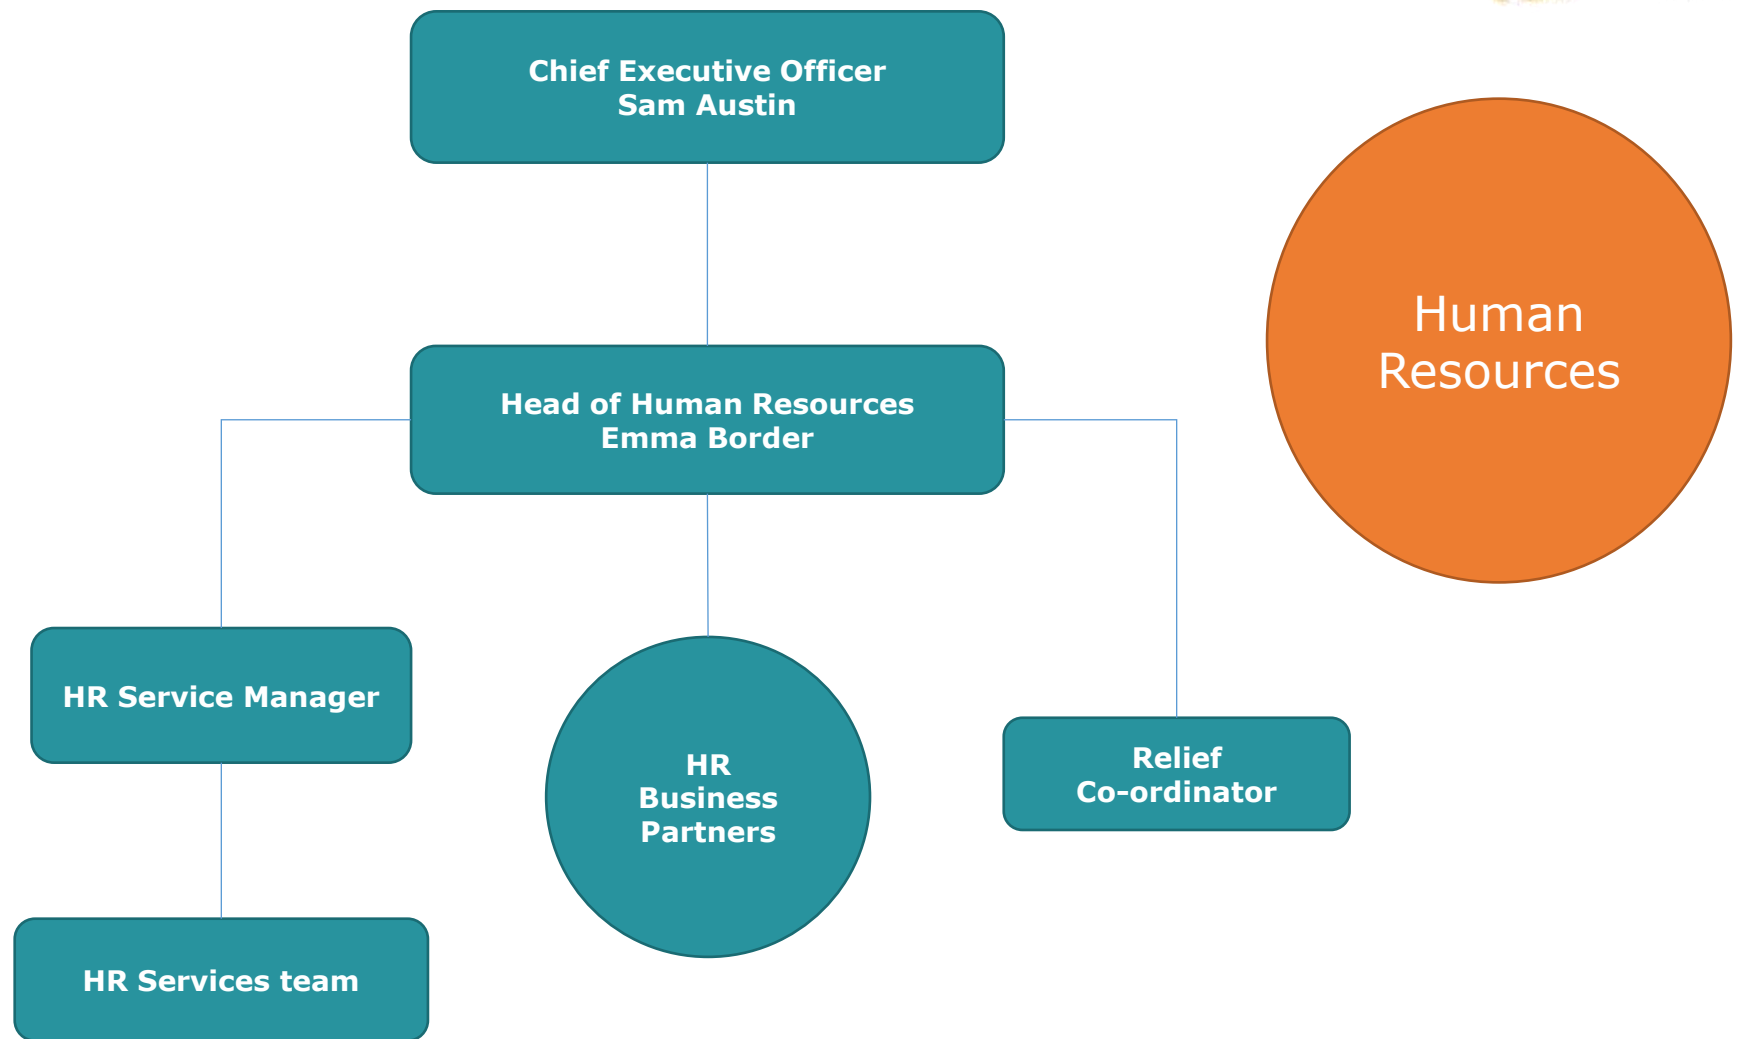 Chief Executive Officer
Sam Austin
Human
Resources
Head of Human Resources
Emma Border
HR Service Manager
HR
Business
Partners
Relief
Co-ordinator
HR Services team